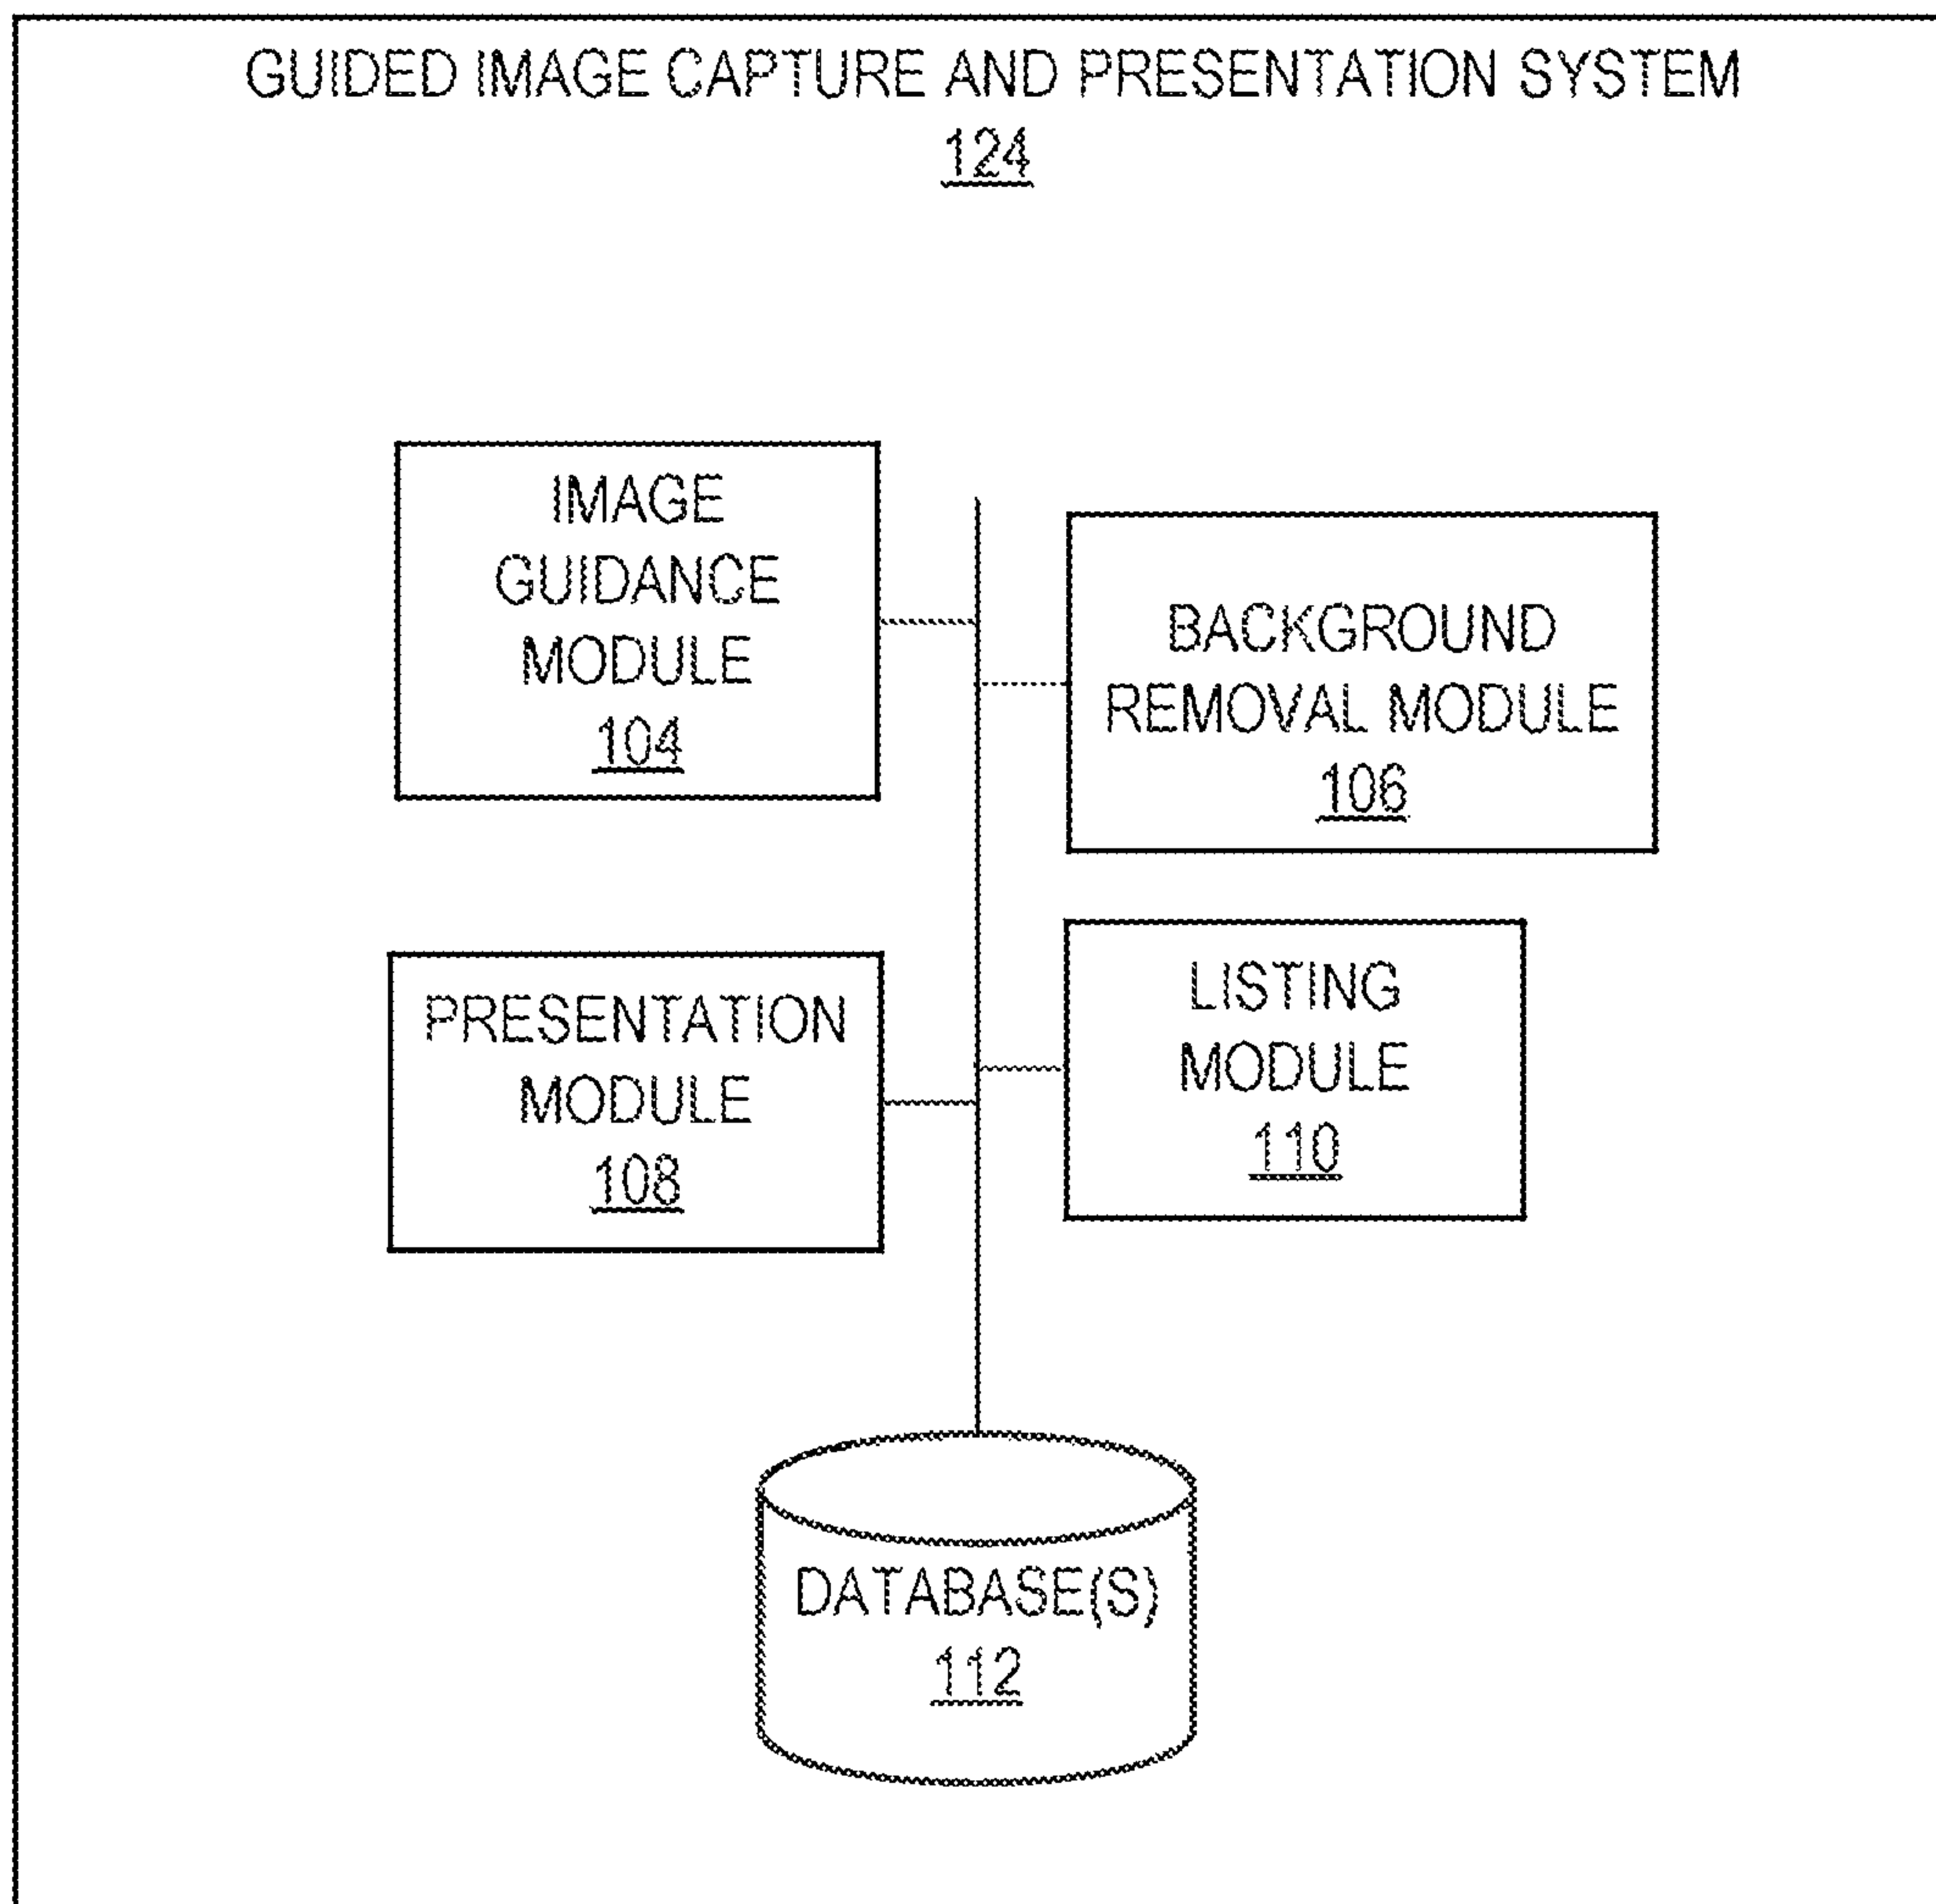 GUIDED IMAGE CAPTURE AND PRESENTATION SYSTEM
124
IMAGE
GUIDANCE
MODULE
104
BACKGROUND
REMOVAL MODULE
106
PRESENTATION
MODULE
108
LISTING
MODULE
110
DATABASE(S)
112